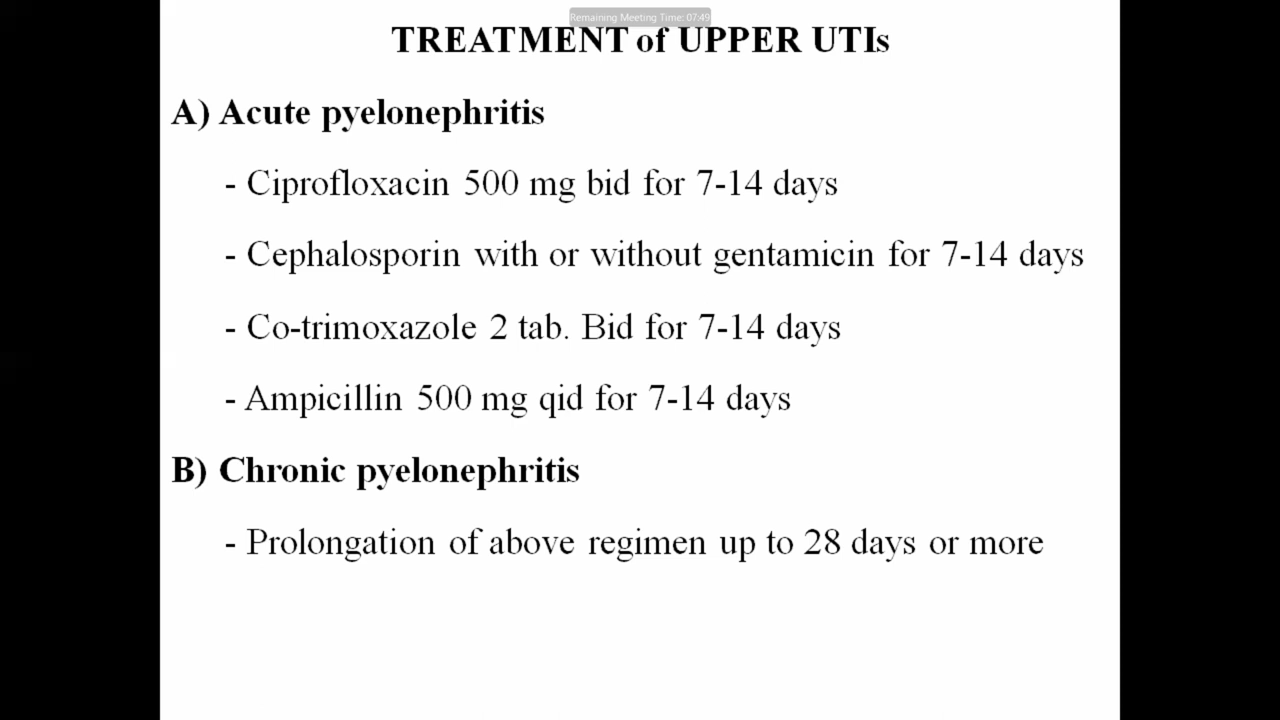 Remaining Meeting Time: 07:49
TREATMENT of UPPER UTIs
A) Acute pyelonephritis
- Ciprofloxacin 500 mg bid for 7-14 days
- Cephalosporin with or without gentamicin for 7-14 days
- Co-trimoxazole 2 tab. Bid for 7-14 days
- Ampicillin 500 mg qid for 7-14 days
B) Chronic pyelonephritis
- Prolongation of above regimen up to 28 days or more